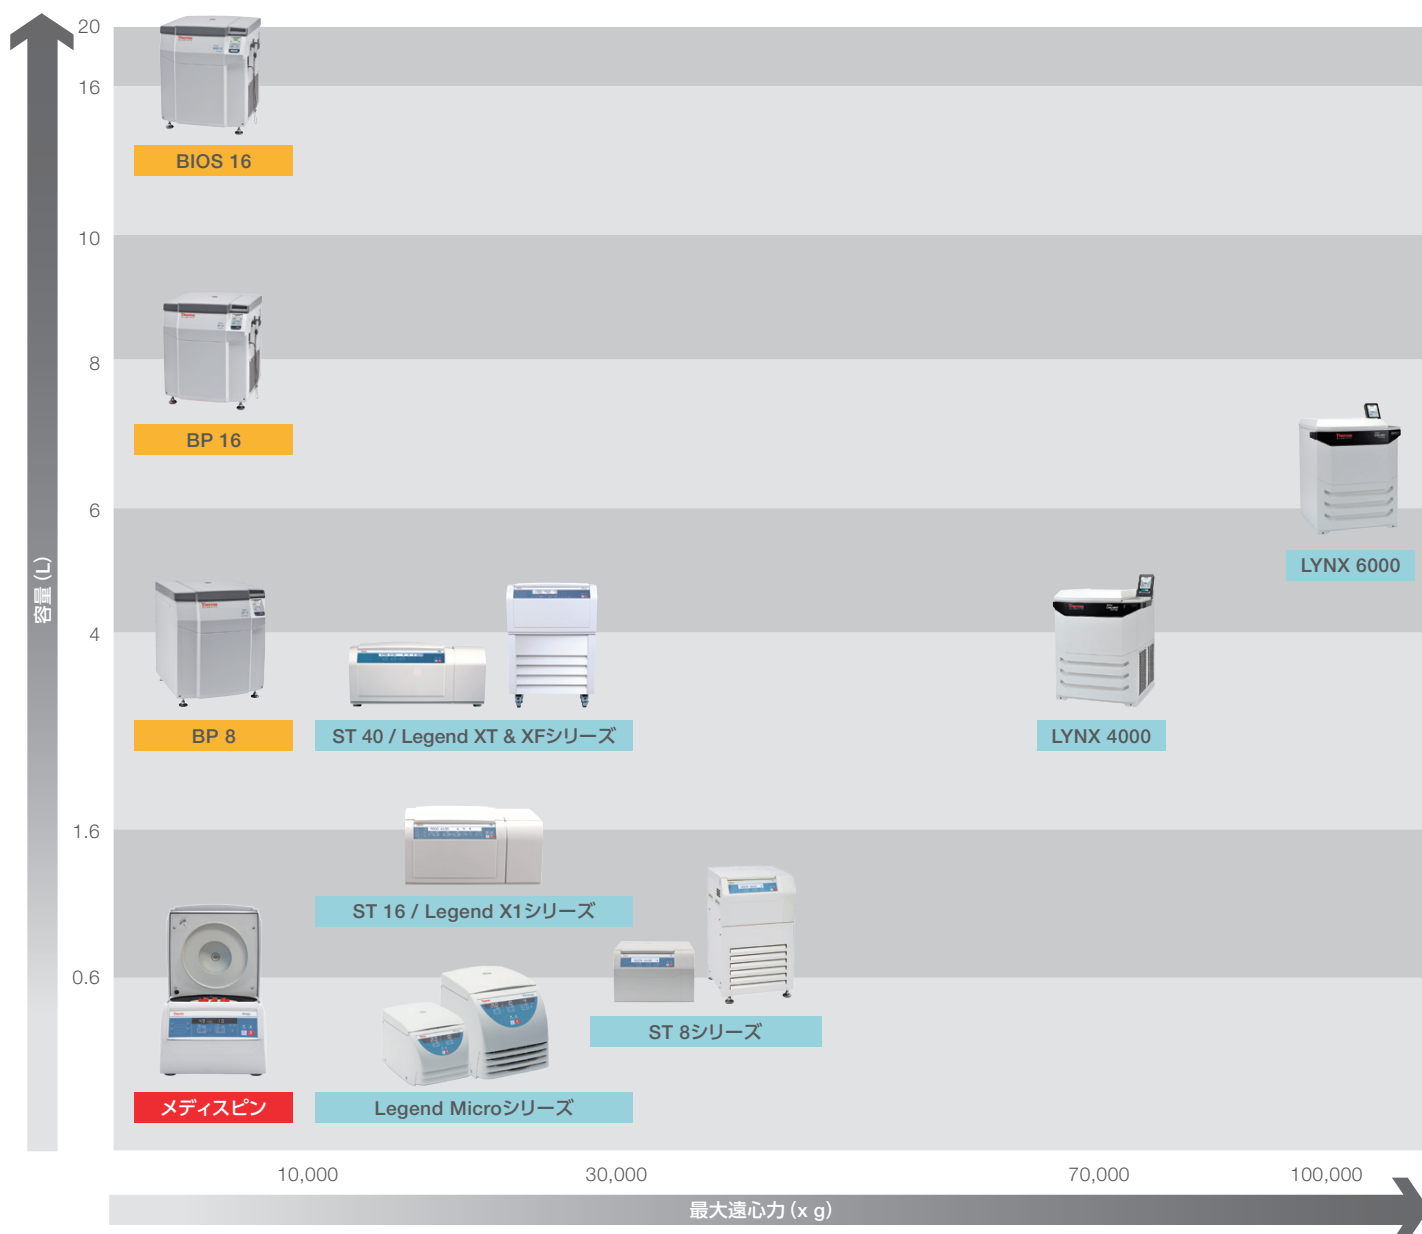 20
16
BIOS 16
10
8
BP 16
6
LYNX 6000
容量 (L)
4
BP 8
ST 40 / Legend XT & XFシリーズ
LYNX 4000
1.6
ST 16 / Legend X1シリーズ
0.6
ST 8シリーズ
メディスピン
Legend Microシリーズ
10,000
30,000
70,000
100,000
最大遠心力 (x g)